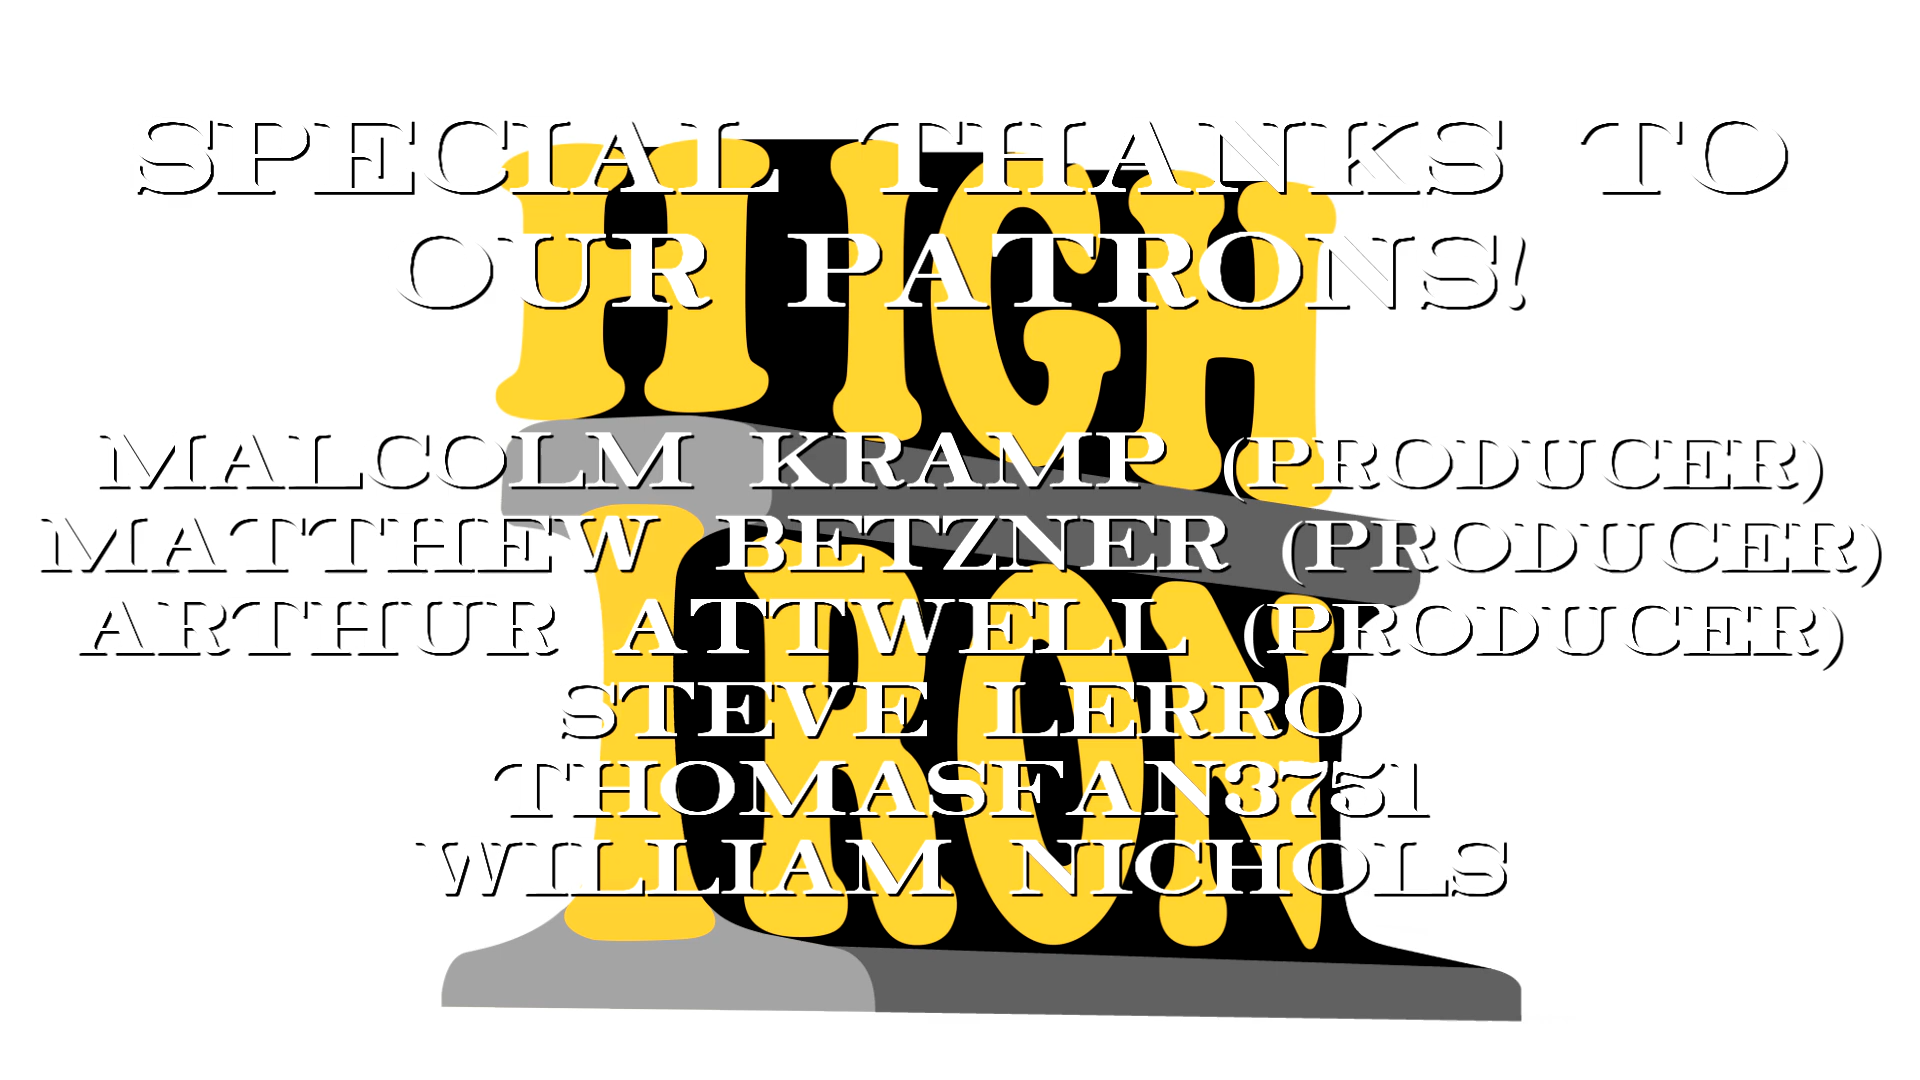 SPECIAL THANKS TO
OUR PATRONS!
HIGH
MALCOLM KRAMP (PRODUCER)
MATTHEW BETZNER (PRODUCER)
ARTHUR ATTWELL (PRODUCER)
IRON
STEVE LERRO
THOMASFAN3751
WILLIAM NICHOLS